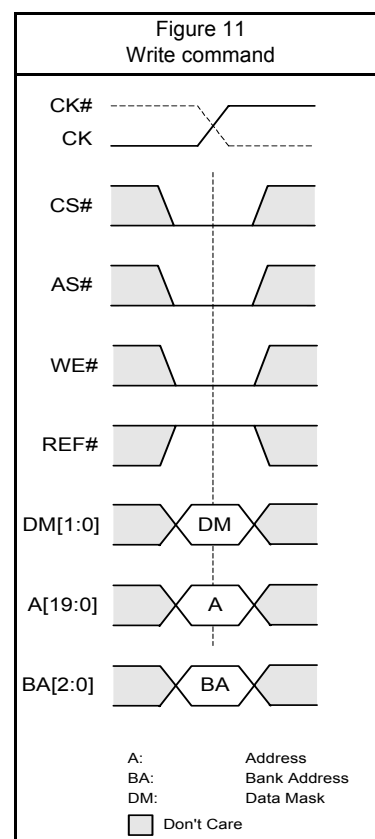 Figure 11
Write command
CK#
CK
CS#
AS#
WE#
REF#
DM[1:0] DM
A[19:0] A
BA[2:0] BA
A: Address
BA: Bank Address
DM: Data Mask
Don't Care